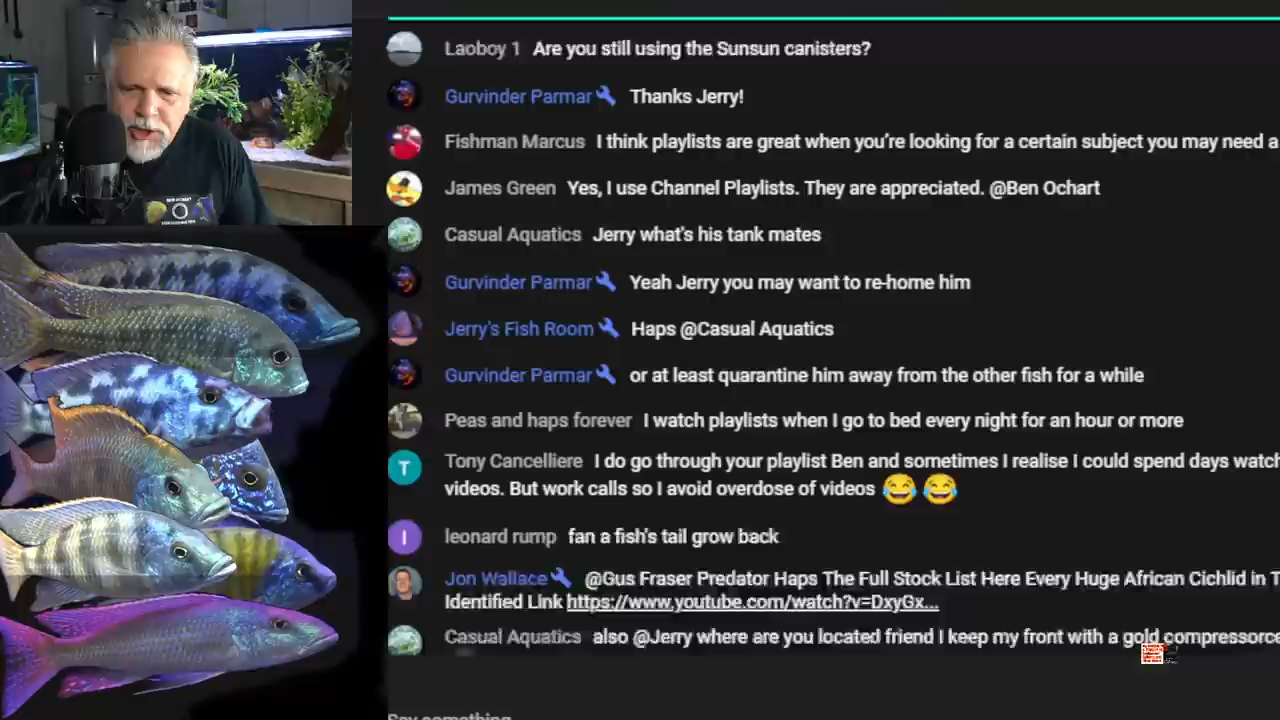 Laoboy 1 Are you still using the Sunsun canisters?
Gurvinder Parmar Thanks Jerry!
Fishman Marcus I think playlists are great when you're looking for a certain subject you may need a
James Green Yes, I use Channel Playlists. They are appreciated. @Ben Ochart
Casual Aquatics Jerry what's his tank mates
Gurvinder Parmar Yeah Jerry you may want to re-home him
Jerry's Fish Room Haps @Casual Aquatics
Gurvinder Parmar or at least quarantine him away from the other fish for a while
Peas and haps forever I watch playlists when I go to bed every night for an hour or more
T Tony Cancelliere I do go through your playlist Ben and sometimes I realise I could spend days watch
videos. But work calls so I avoid overdose of videos 😂 😂
l leonard rump fan a fish's tail grow back
Jon Wallace @Gus Fraser Predator Haps The Full Stock List Here Every Huge African Cichlid in T
Identified Link https://www.youtube.com/watch?v=DxyGx...
Casual Aquatics also @Jerry where are you located friend I keep my front with a gold compressorce
Say something